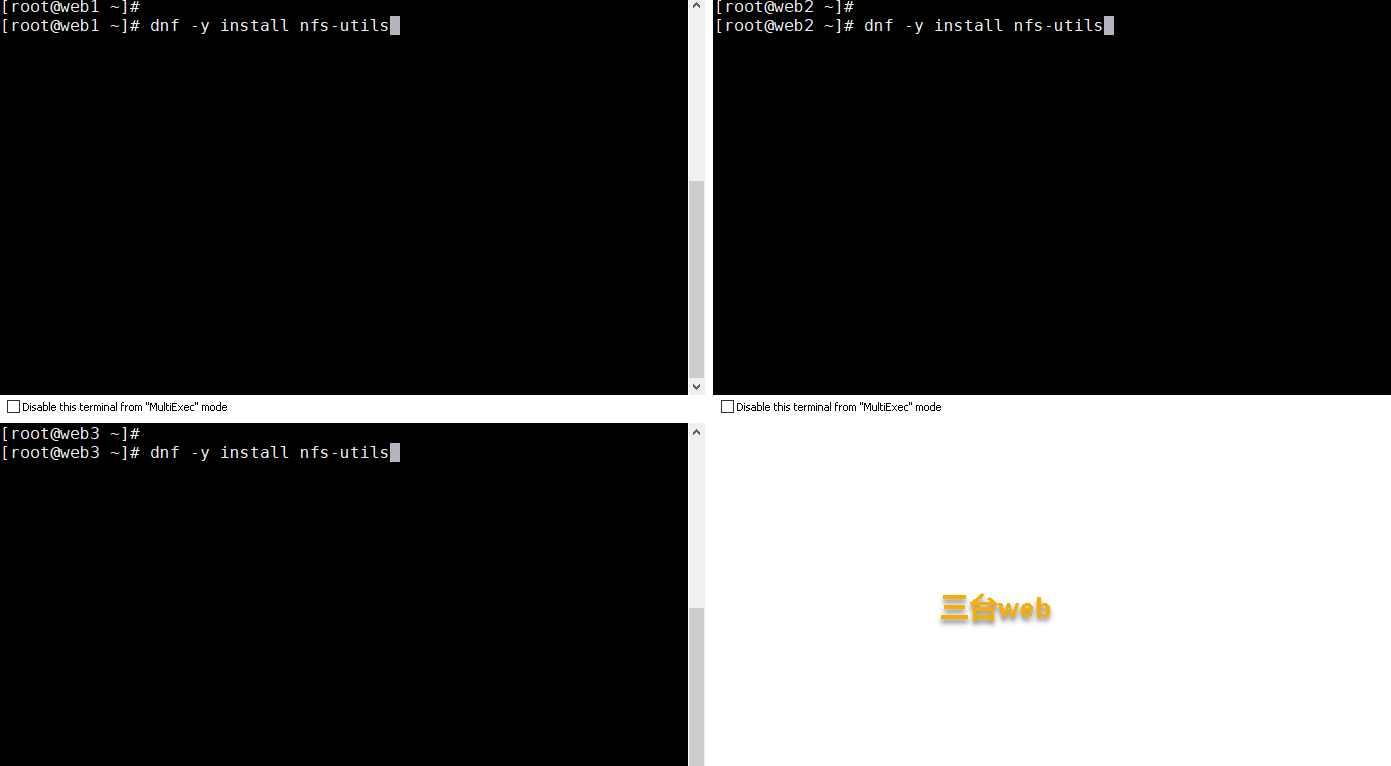 [root@web1 ~]#
[root@web1 ~]# dnf -y install nfs-utils
Disable this terminal from "MultiExec" mode
[root@web2 ~]#
[root@web2 ~]# dnf -y install nfs-utils
Disable this terminal from "MultiExec" mode
[root@web3 ~]#
[root@web3 ~]# dnf -y install nfs-utils
三台web